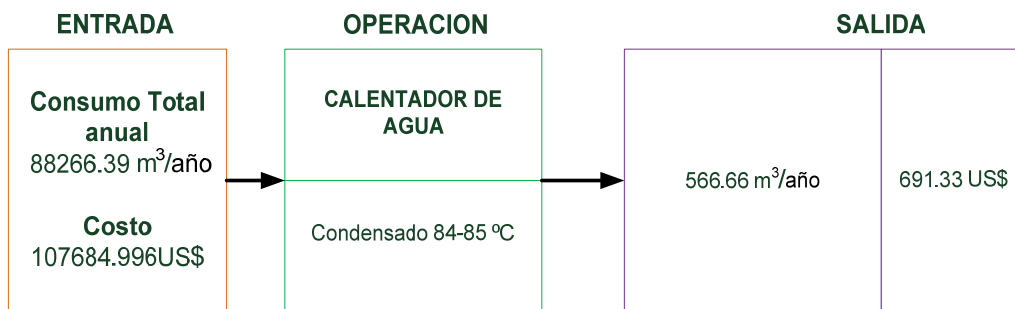 ENTRADA
OPERACION
SALIDA
Consumo Total
anual
88266.39 m³/año
Costo
107684.996US$
CALENTADOR DE
AGUA
Condensado 84-85 ºC
566.66 m³/año
691.33 US$